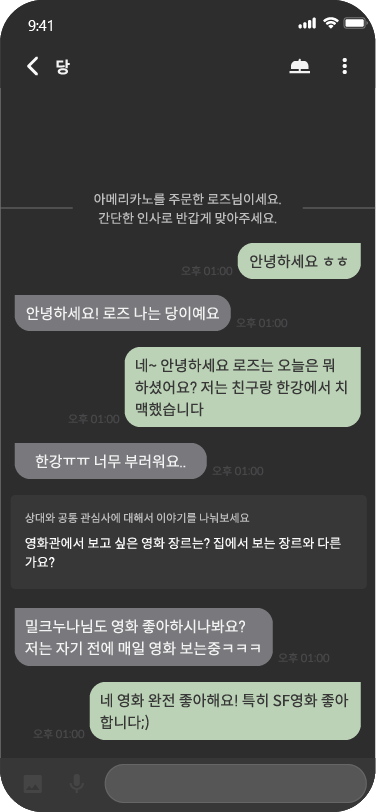 9:41
당
아메리카노를 주문한 로즈님이세요.
간단한 인사로 반갑게 맞아주세요.
안녕하세요 ㅎㅎ
오후 01:00
안녕하세요! 로즈 나는 당이예요
오후 01:00
네~ 안녕하세요 로즈는 오늘은 뭐
하셨어요? 저는 친구랑 한강에서 치
맥했습니다
오후 01:00
한강ㅠㅠ 너무 부러워요..
오후 01:00
상대와 공통 관심사에 대해서 이야기를 나눠보세요
영화관에서 보고 싶은 영화 장르는? 집에서 보는 장르와 다른
가요?
밀크누나님도 영화 좋아하시나봐요?
저는 자기 전에 매일 영화 보는중ㅋㅋㅋ
오후 01:00
네 영화 완전 좋아해요! 특히 SF영화 좋아
합니다;)
오후 01:00